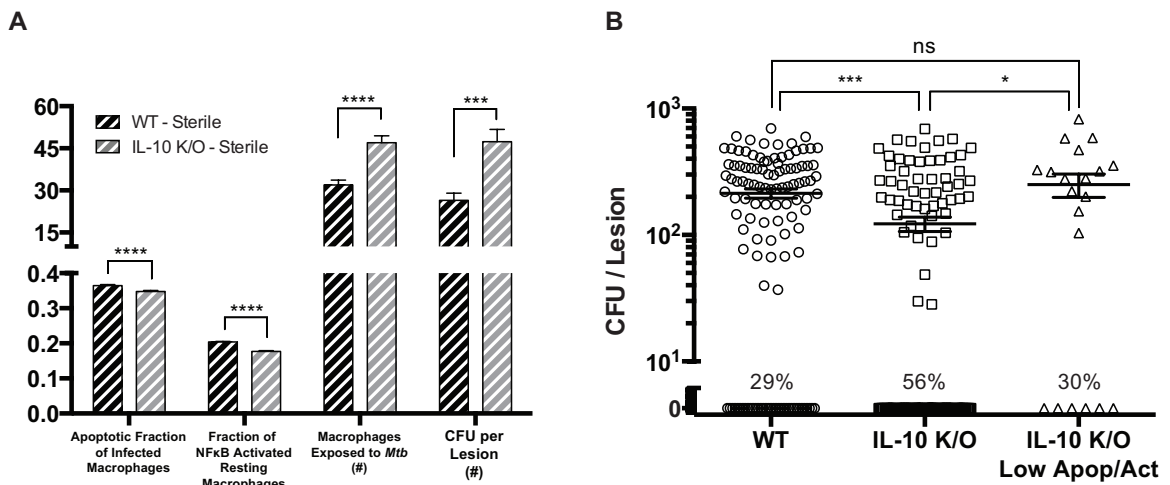 A
60
45
30
15
0.4
0.3
0.2
0.1
0.0
WT - Sterile
IL-10 K/O - Sterile
****
****
****
***
Apoptotic Fraction
of Infected
Macrophages
Fraction of
NFκB Activated
Resting
Macrophages
Macrophages
Exposed to Mtb
(#)
CFU per
Lesion
(#)
B
ns
***
*
CFU / Lesion
10³
10²
10¹
0
29%
56%
30%
WT
IL-10 K/O
IL-10 K/O
Low Apop/Act